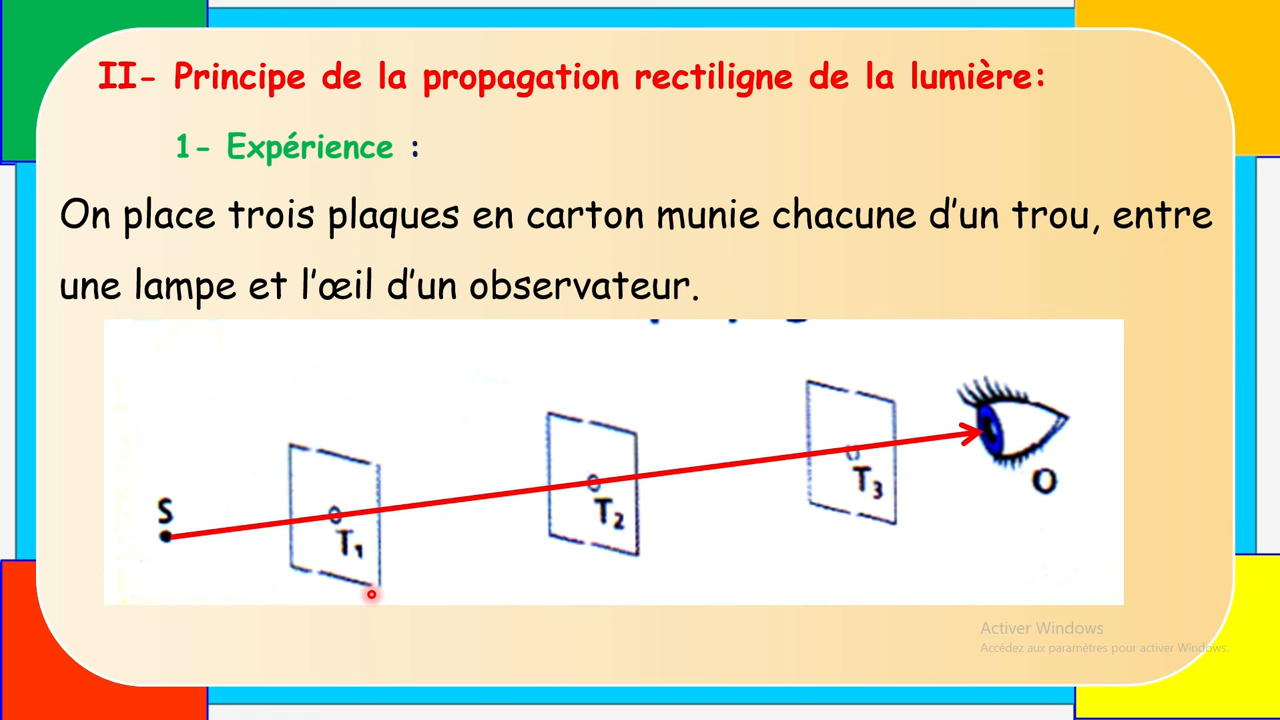 II- Principe de la propagation rectiligne de la lumière:
1- Expérience :
On place trois plaques en carton munie chacune d’un trou, entre
une lampe et l’œil d’un observateur.
S
T₁
T₂
T₃
O
Activer Windows
Accédez aux paramètres pour activer Windows.